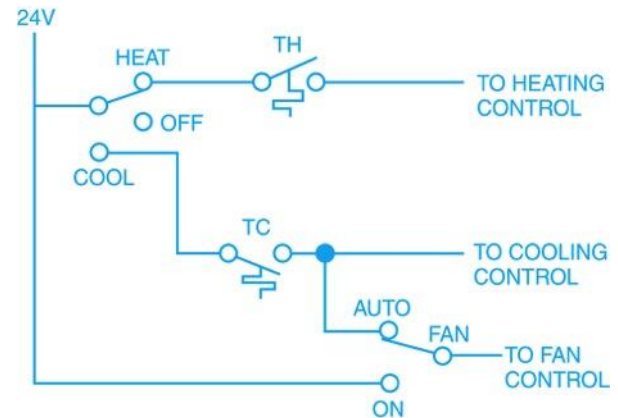 24V
HEAT
TH
TO HEATING
CONTROL
OFF
COOL
TC
TO COOLING
CONTROL
AUTO
FAN
TO FAN
CONTROL
ON